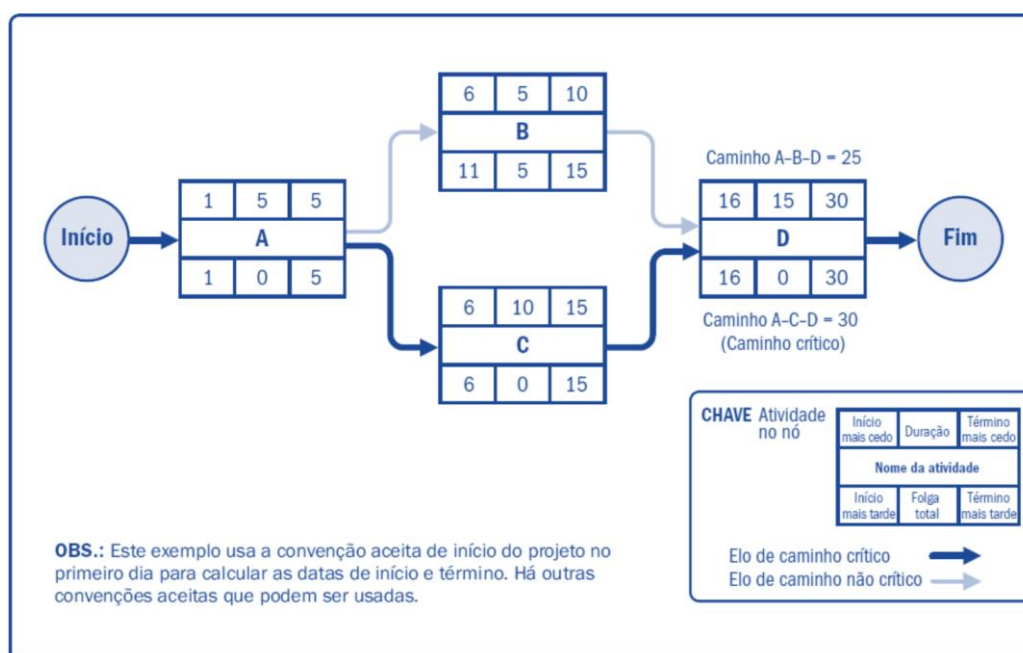 6 5 10
B
11 5 15
Caminho A-B-D = 25
Início
1 5 5
A
1 0 5
16 15 30
D
16 0 30
Fim
6 10 15
C
6 0 15
Caminho A-C-D = 30
(Caminho crítico)
CHAVE Atividade
no nó
Início
mais cedo
Duração
Término
mais cedo
Nome da atividade
Início
mais tarde
Folga
total
Término
mais tarde
Elo de caminho crítico
Elo de caminho não crítico
OBS.: Este exemplo usa a convenção aceita de início do projeto no
primeiro dia para calcular as datas de início e término. Há outras
convenções aceitas que podem ser usadas.